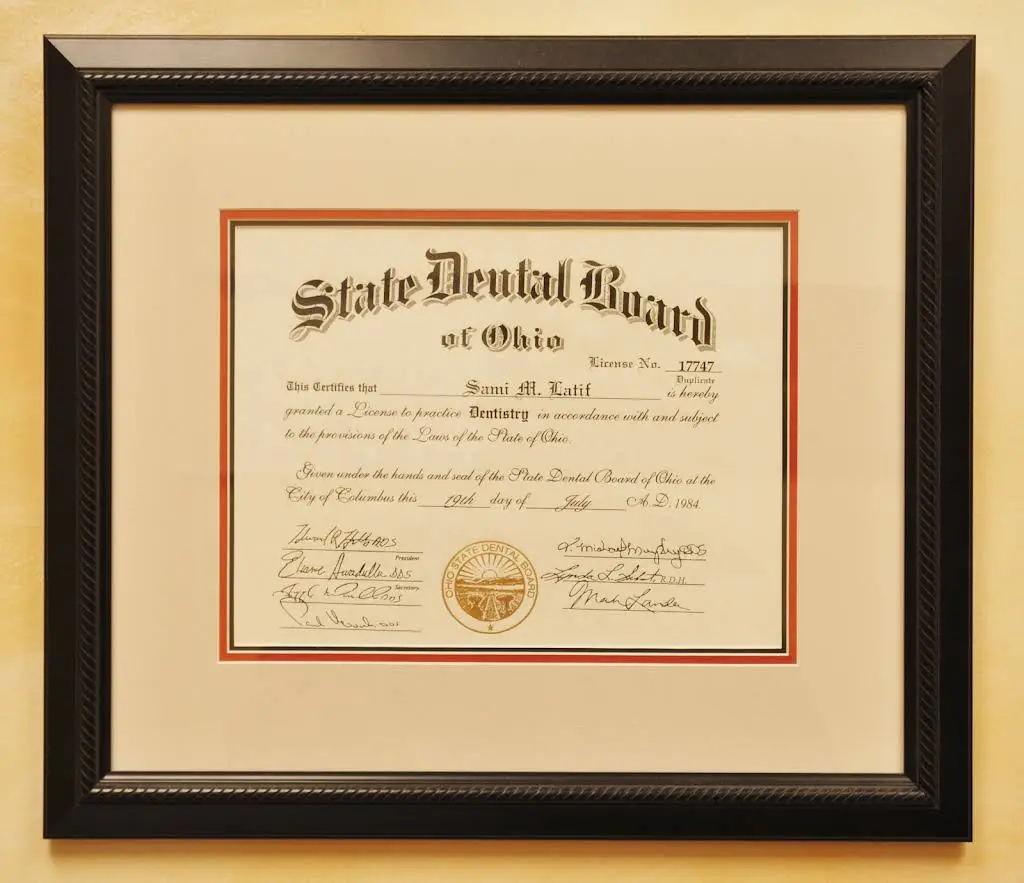 State Dental Board
of Ohio
License No. 17747
Duplicate
This Certifies that Sami M. Latif is hereby
granted a License to practice Dentistry in accordance with and subject
to the provisions of the Laws of the State of Ohio.
Given under the hands and seal of the State Dental Board of Ohio at the
City of Columbus this 19th day of July A.D. 1984
President
Secretary
DDS
R.D.H.
OHIO STATE DENTAL BOARD